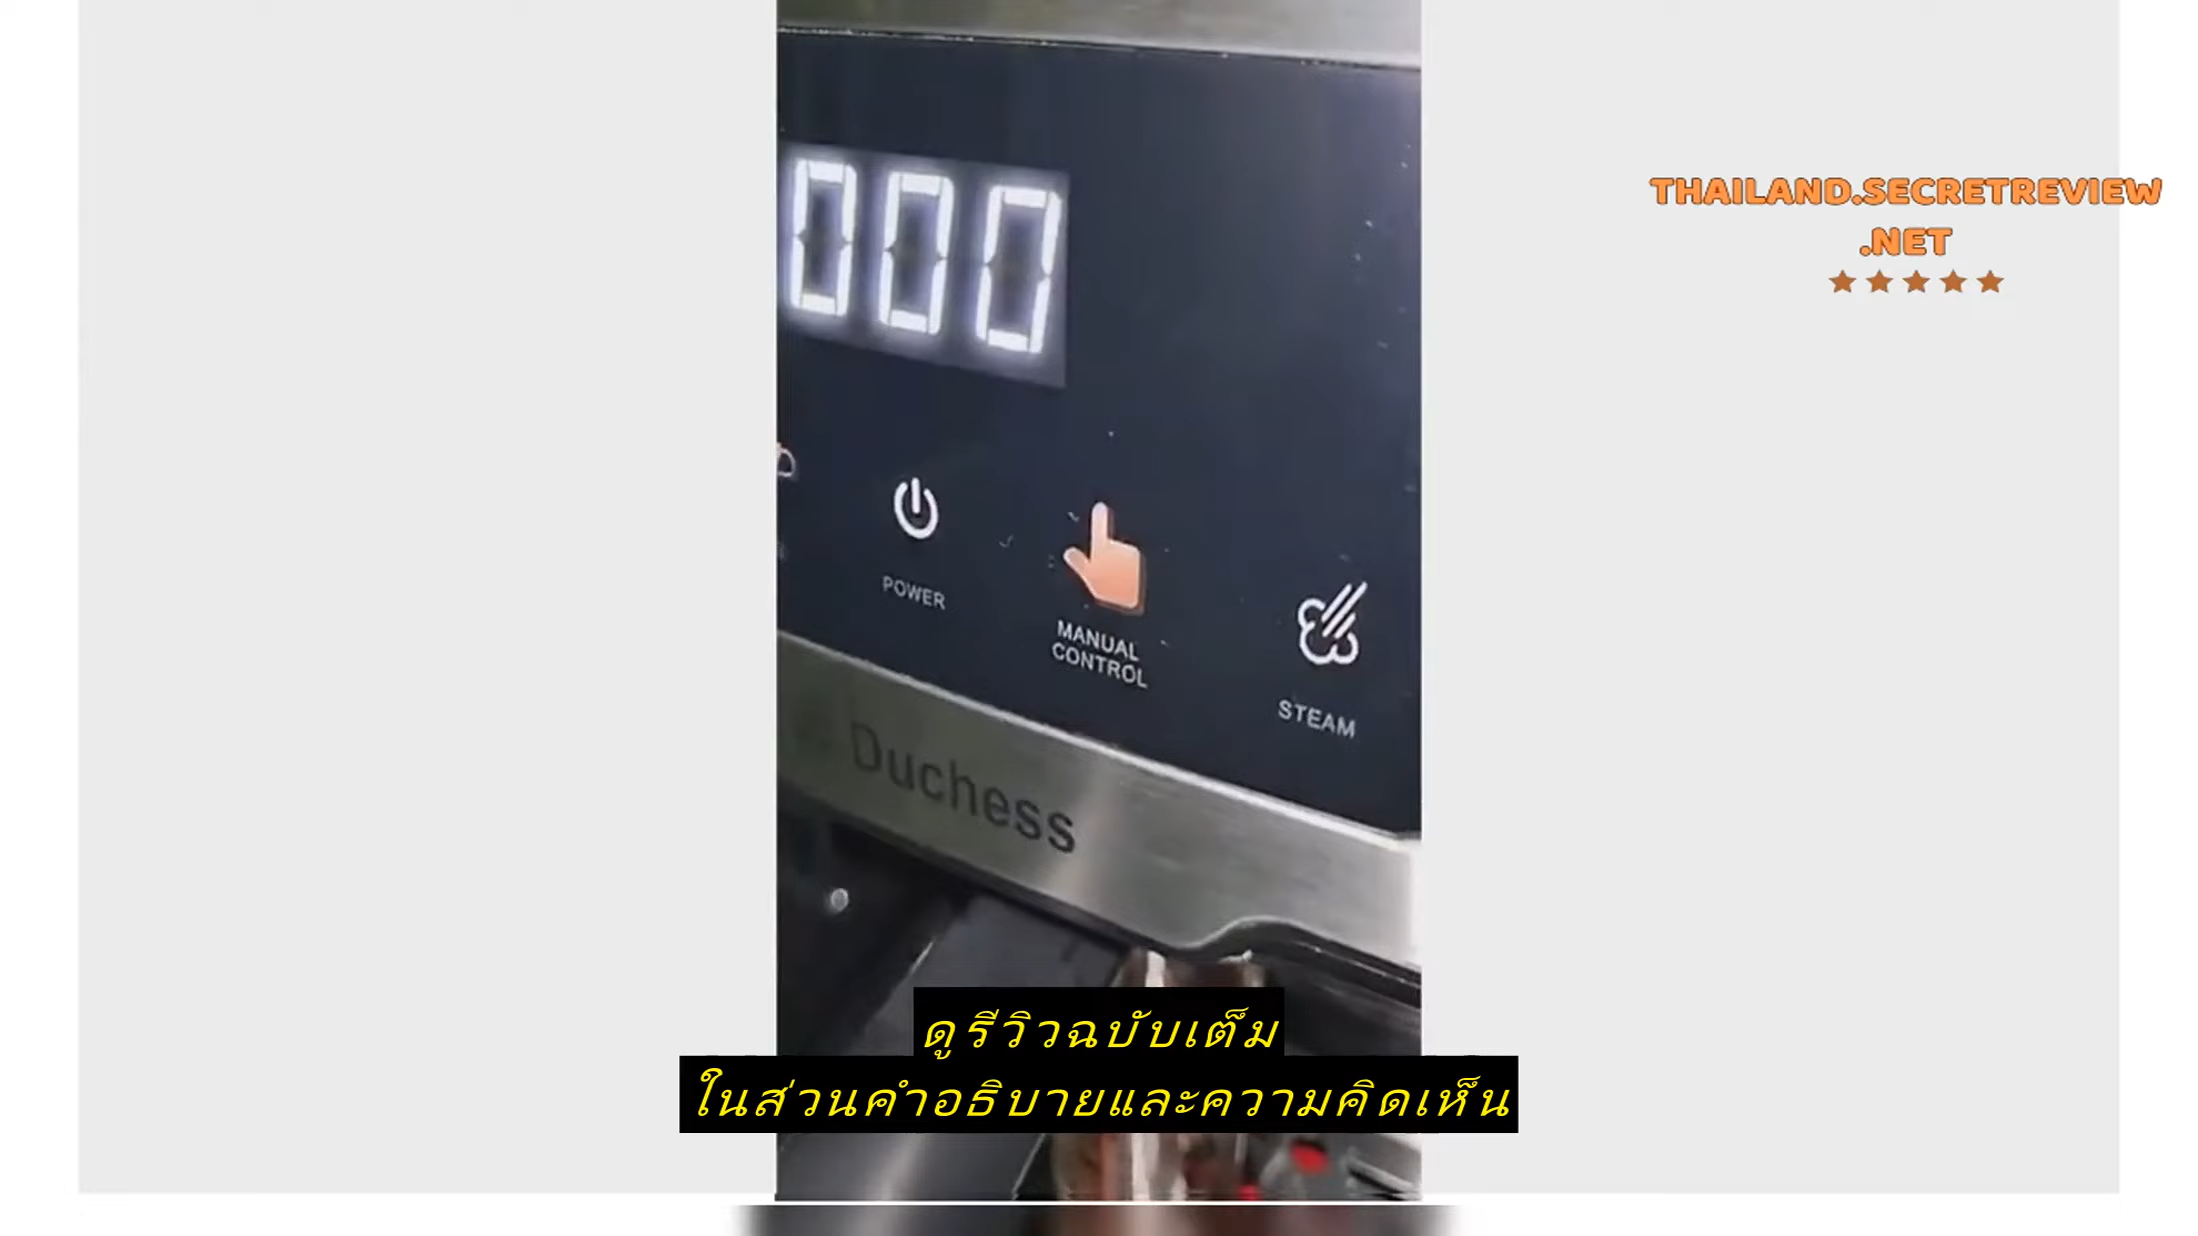 THAILAND.SECRETREVIEW
.NET
000
POWER
MANUAL
CONTROL
STEAM
Duchess
ดูรีวิวฉบับเต็ม
ในส่วนคำอธิบายและความคิดเห็น